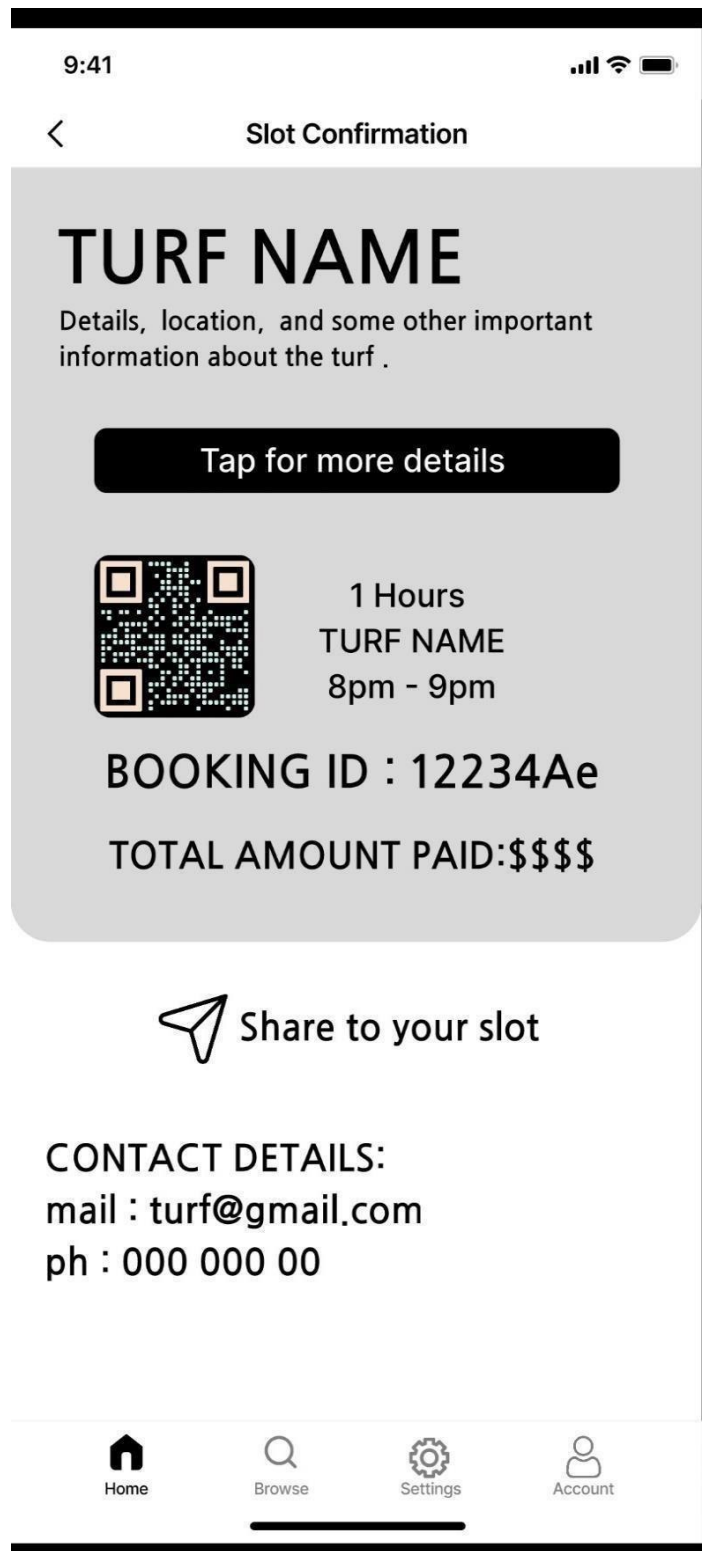 9:41
Slot Confirmation
TURF NAME
Details, location, and some other important
information about the turf .
Tap for more details
1 Hours
TURF NAME
8pm - 9pm
BOOKING ID : 12234Ae
TOTAL AMOUNT PAID:$$$$
Share to your slot
CONTACT DETAILS:
mail : turf@gmail.com
ph : 000 000 00
Home Browse Settings Account